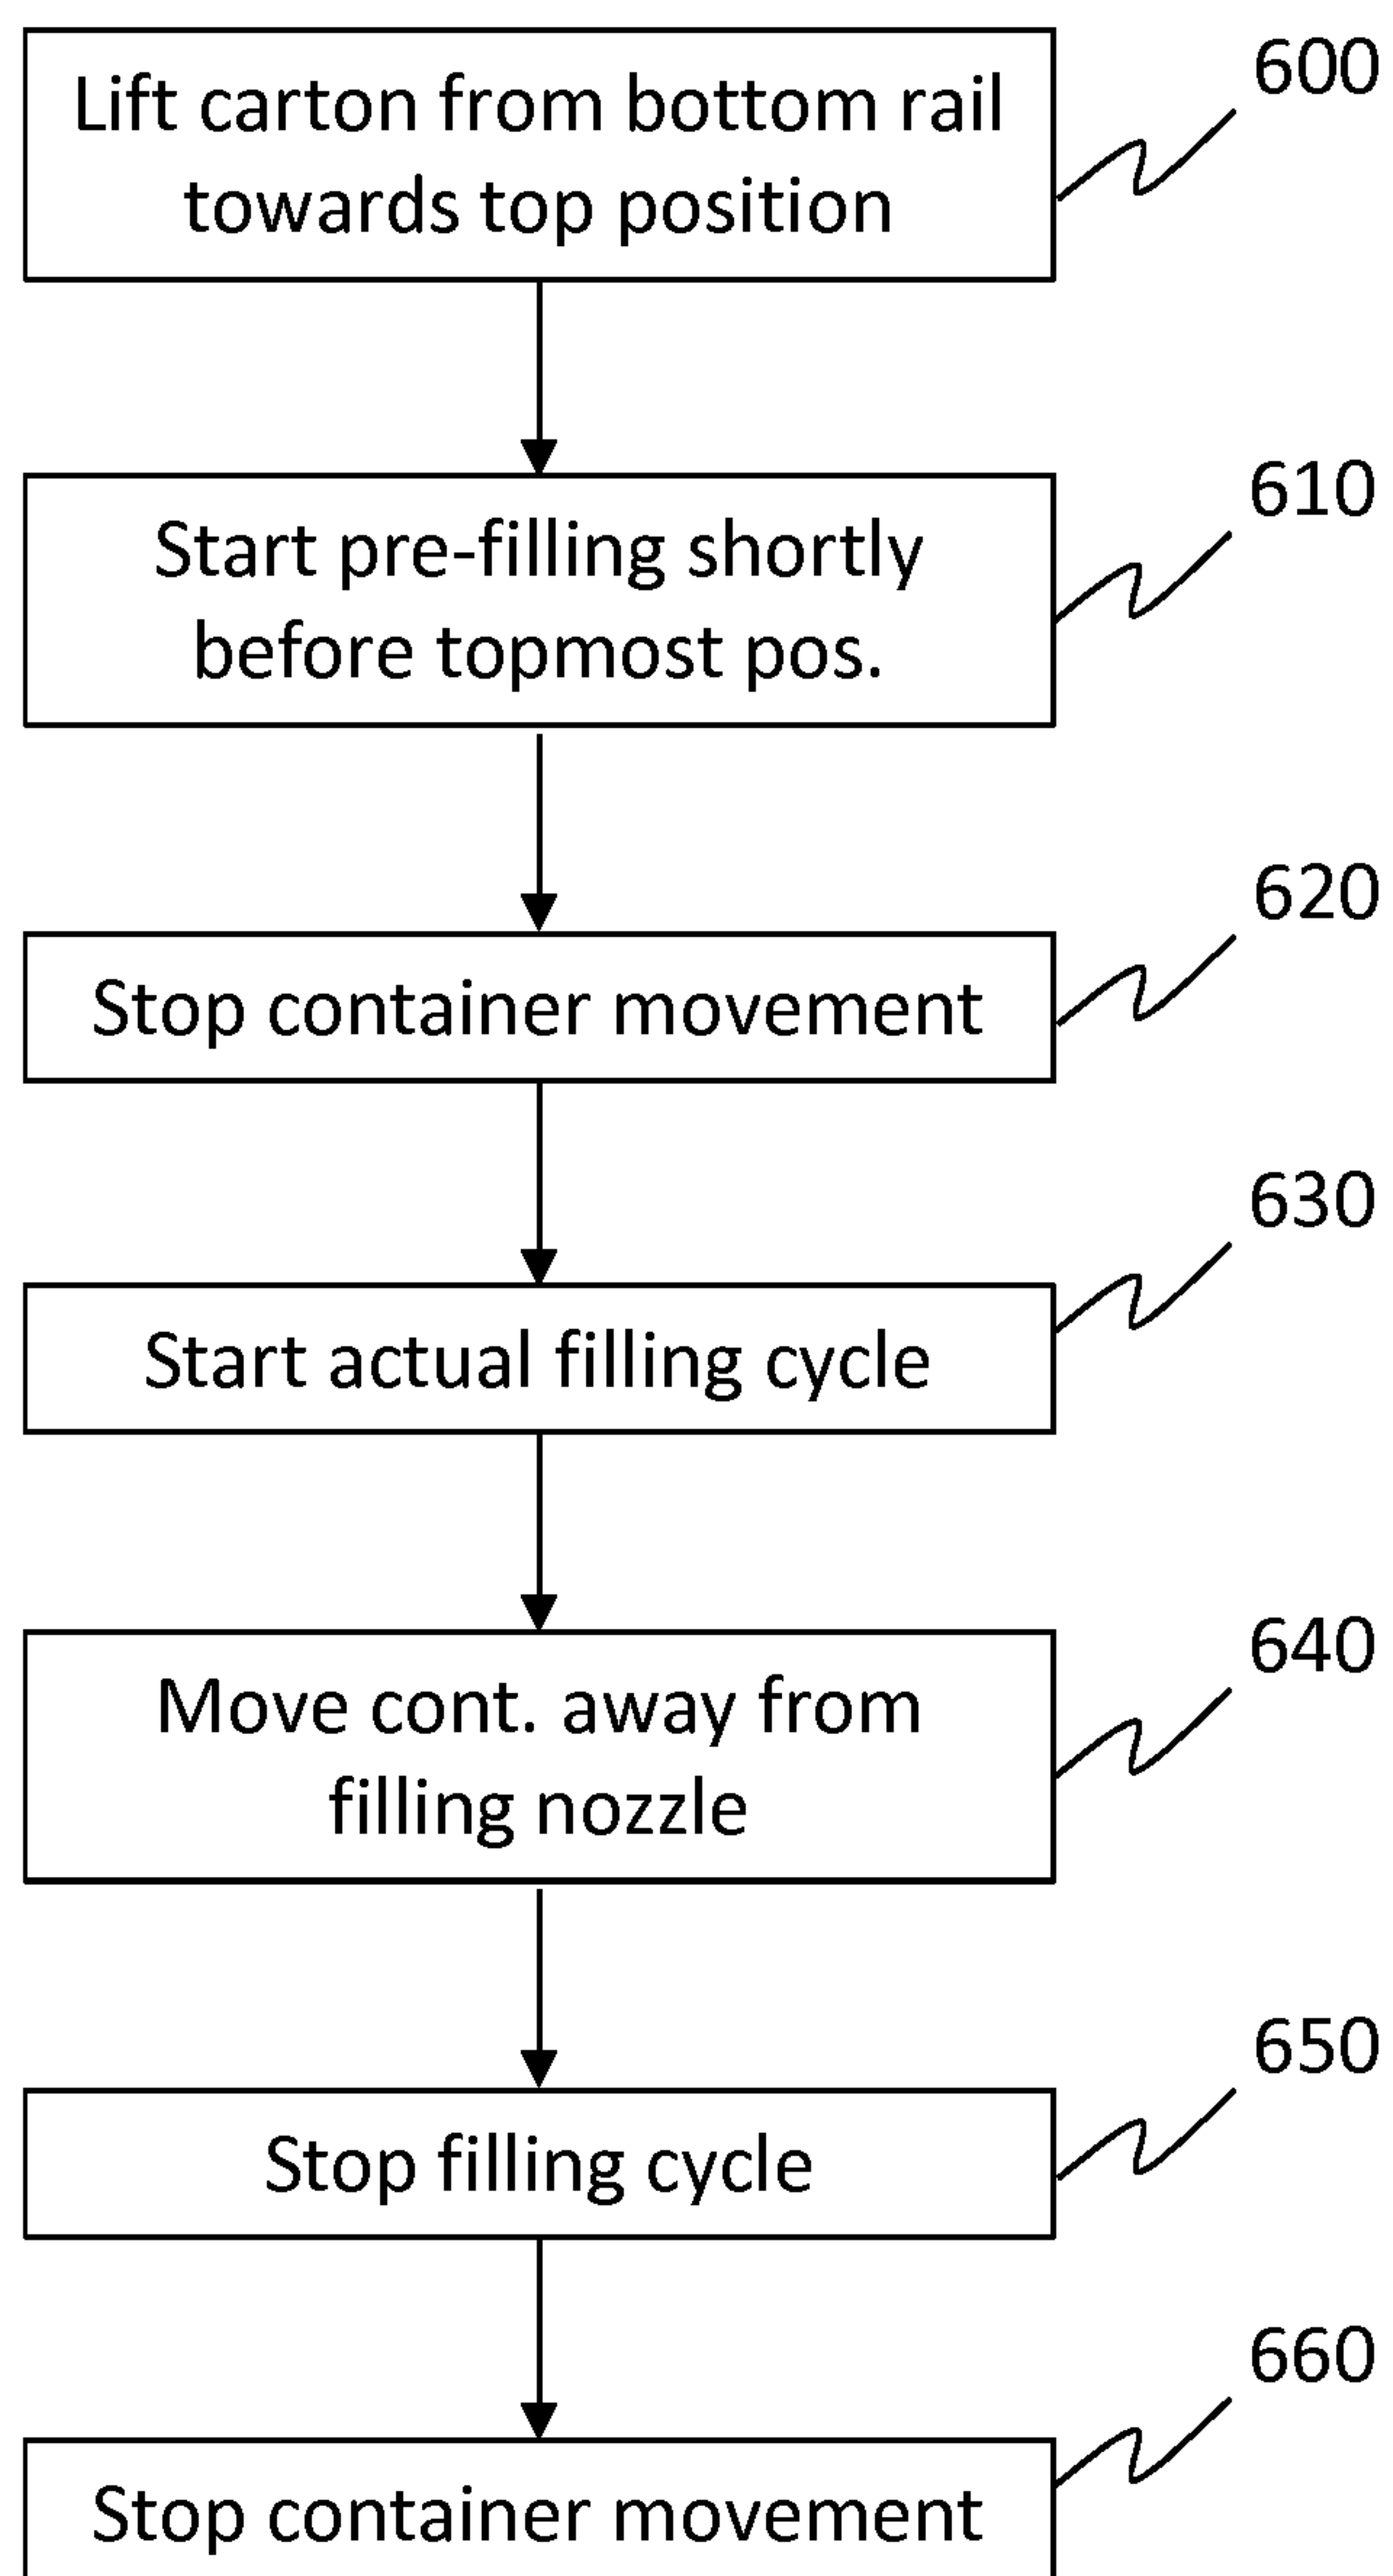 600
Lift carton from bottom rail
towards top position
610
Start pre-filling shortly
before topmost pos.
620
Stop container movement
630
Start actual filling cycle
640
Move cont. away from
filling nozzle
650
Stop filling cycle
660
Stop container movement